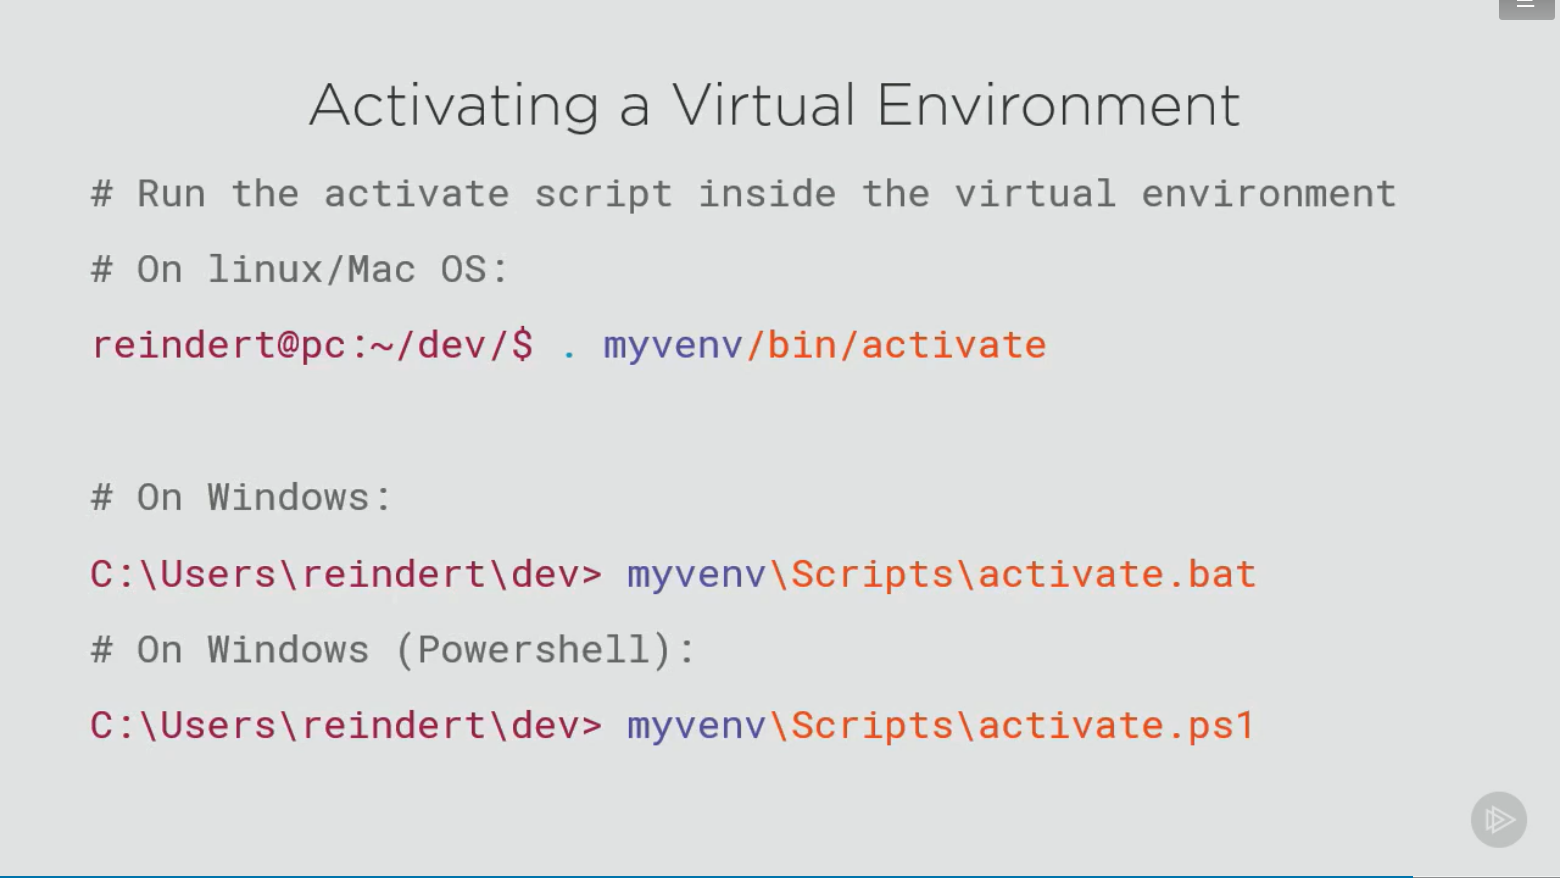 Activating a Virtual Environment
# Run the activate script inside the virtual environment
# On linux/Mac OS:
reindert@pc:~/dev/$ . myvenv/bin/activate
# On Windows:
C:\Users\reindert\dev> myvenv\Scripts\activate.bat
# On Windows (Powershell):
C:\Users\reindert\dev> myvenv\Scripts\activate.ps1